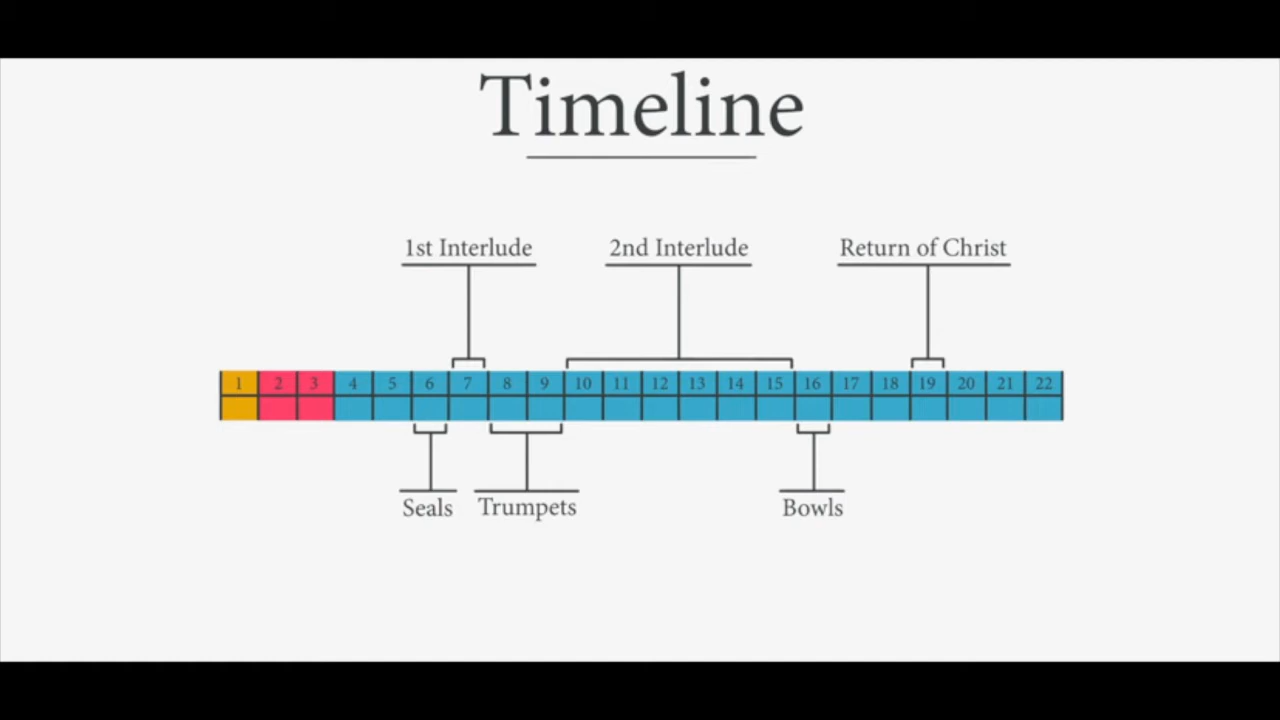 Timeline
1st Interlude
2nd Interlude
Return of Christ
1 2 3 4 5 6 7 8 9 10 11 12 13 14 15 16 17 18 19 20 21 22
Seals
Trumpets
Bowls